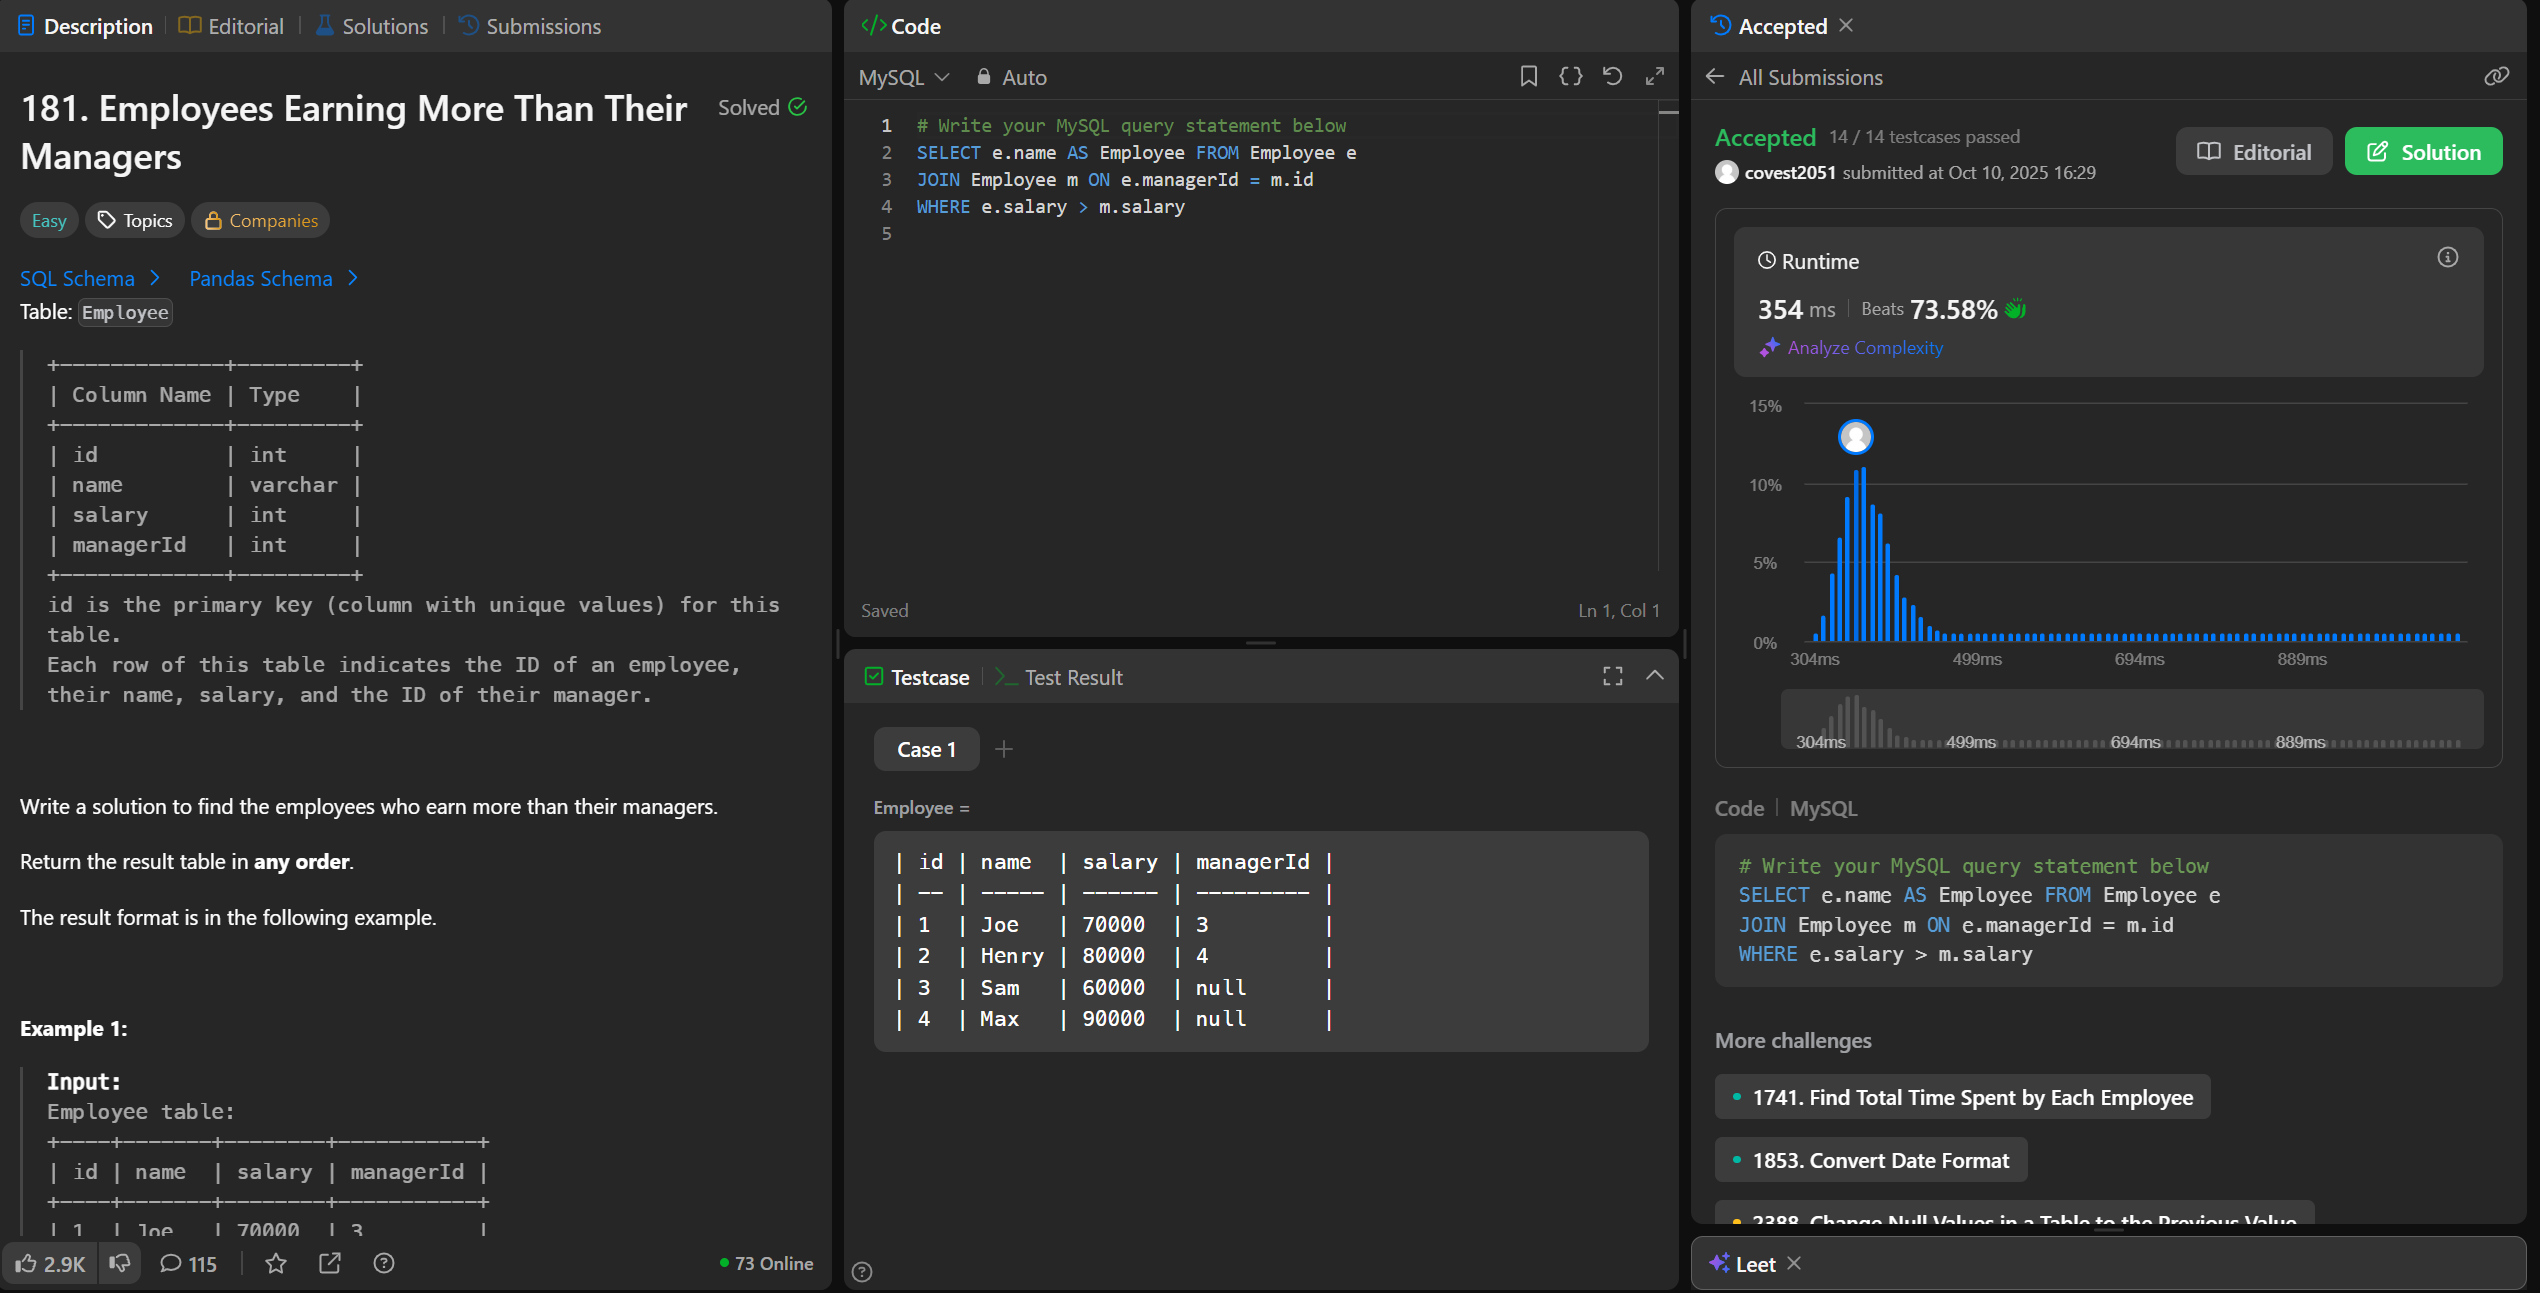 Description | Editorial | Solutions | Submissions
181. Employees Earning More Than Their
Managers
Solved
Easy
Topics
Companies
SQL Schema
Pandas Schema
Table: Employee
+-------------+---------+
| Column Name | Type    |
+-------------+---------+
| id          | int     |
| name        | varchar |
| salary      | int     |
| managerId   | int     |
+-------------+---------+
id is the primary key (column with unique values) for this
table.
Each row of this table indicates the ID of an employee,
their name, salary, and the ID of their manager.
Write a solution to find the employees who earn more than their managers.
Return the result table in any order.
The result format is in the following example.
Example 1:
Input:
Employee table:
+----+-------+--------+-----------+
| id | name  | salary | managerId |
+----+-------+--------+-----------+
| 1  | Joe   | 70000  | 3         |
2.9K
115
73 Online
</> Code
MySQL
Auto
1 # Write your MySQL query statement below
2 SELECT e.name AS Employee FROM Employee e
3 JOIN Employee m ON e.managerId = m.id
4 WHERE e.salary > m.salary
5
Saved
Ln 1, Col 1
Testcase | Test Result
Case 1 +
Employee =
| id | name  | salary | managerId |
| -- | ----- | ------ | --------- |
| 1  | Joe   | 70000  | 3         |
| 2  | Henry | 80000  | 4         |
| 3  | Sam   | 60000  | null      |
| 4  | Max   | 90000  | null      |
Accepted
All Submissions
Accepted 14 / 14 testcases passed
covest2051 submitted at Oct 10, 2025 16:29
Editorial
Solution
Runtime
354 ms | Beats 73.58%
Analyze Complexity
15%
10%
5%
0%
304ms 499ms 694ms 889ms
304ms 499ms 694ms 889ms
Code | MySQL
# Write your MySQL query statement below
SELECT e.name AS Employee FROM Employee e
JOIN Employee m ON e.managerId = m.id
WHERE e.salary > m.salary
More challenges
1741. Find Total Time Spent by Each Employee
1853. Convert Date Format
2388. Change Null Values in a Table to the Previous Value
Leet